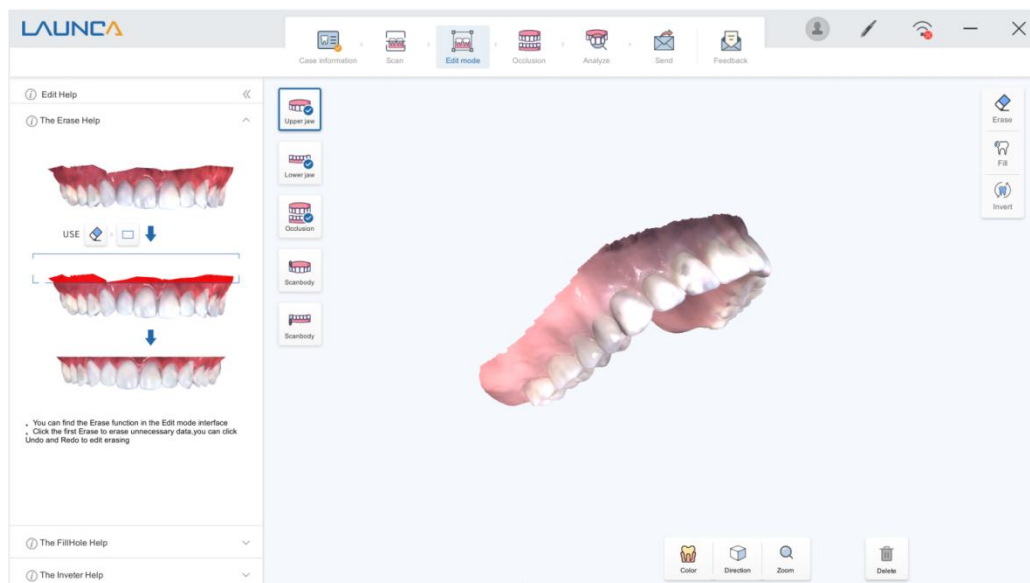 LAUNCA
Case information
Scan
Edit mode
Occlusion
Analyze
Send
Feedback
Edit Help
The Erase Help
USE
. You can find the Erase function in the Edit mode interface
. Click the first Erase to erase unnecessary data,you can click
Undo and Redo to edit erasing
The FillHole Help
The Inveter Help
Upper jaw
Lower jaw
Occlusion
Scanbody
Scanbody
Erase
Fill
Invert
Color
Direction
Zoom
Delete